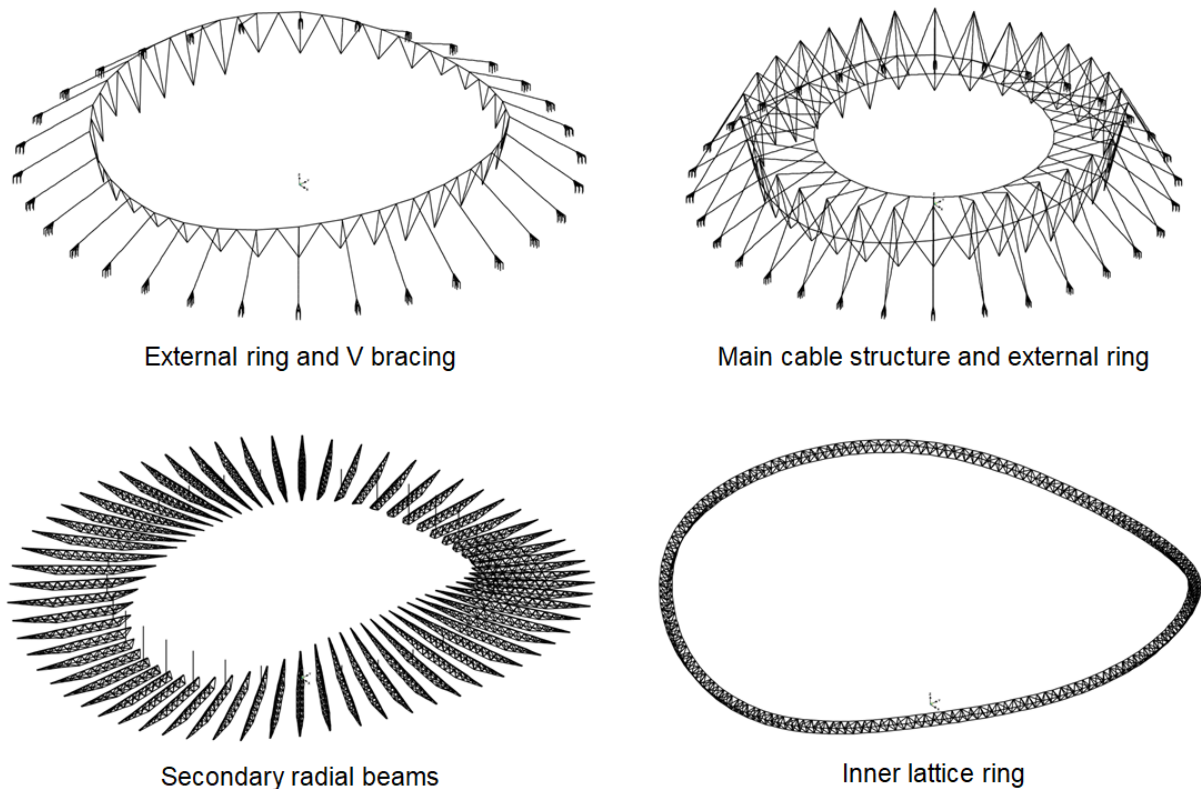 External ring and V bracing
Main cable structure and external ring
Secondary radial beams
Inner lattice ring